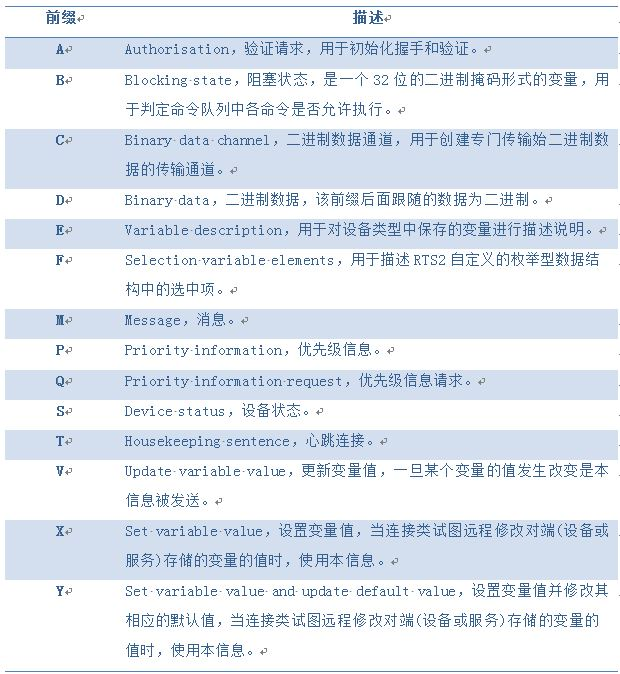 前缀 描述
A Authorisation，验证请求，用于初始化握手和验证。
B Blocking state，阻塞状态，是一个 32 位的二进制掩码形式的变量，用
于判定命令队列中各命令是否允许执行。
C Binary data channel，二进制数据通道，用于创建专门传输始二进制数
据的传输通道。
D Binary data，二进制数据，该前缀后面跟随的数据为二进制。
E Variable description，用于对设备类型中保存的变量进行描述说明。
F Selection variable elements，用于描述 RTS2 自定义的枚举型数据结
构中的选中项。
M Message，消息。
P Priority information，优先级信息。
Q Priority information request，优先级信息请求。
S Device status，设备状态。
T Housekeeping sentence，心跳连接。
V Update variable value，更新变量值，一旦某个变量的值发生改变是本
信息被发送。
X Set variable value，设置变量值，当连接类试图远程修改对端(设备或
服务)存储的变量的值时，使用本信息。
Y Set variable value and update default value，设置变量值并修改其
相应的默认值，当连接类试图远程修改对端(设备或服务)存储的变量的
值时，使用本信息。